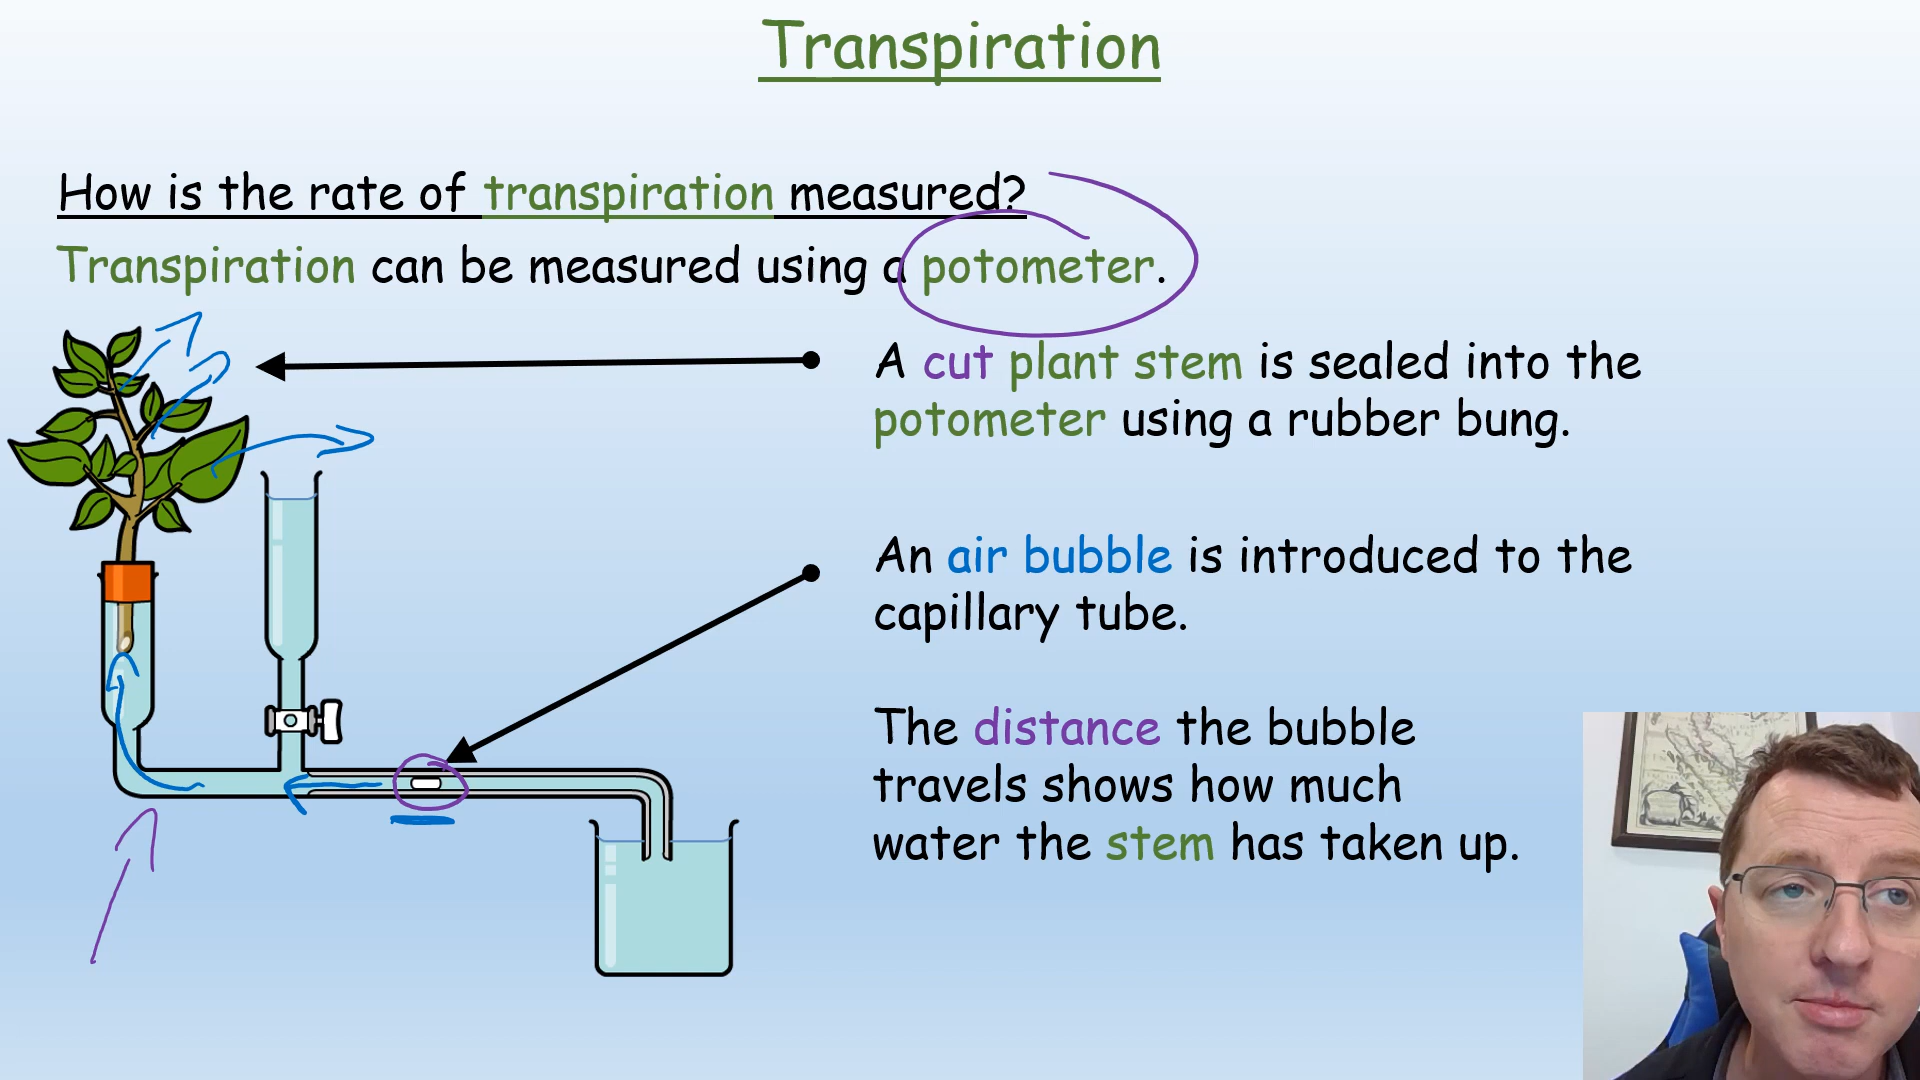 Transpiration
How is the rate of transpiration measured?
Transpiration can be measured using a potometer.
A cut plant stem is sealed into the
potometer using a rubber bung.
An air bubble is introduced to the
capillary tube.
The distance the bubble
travels shows how much
water the stem has taken up.